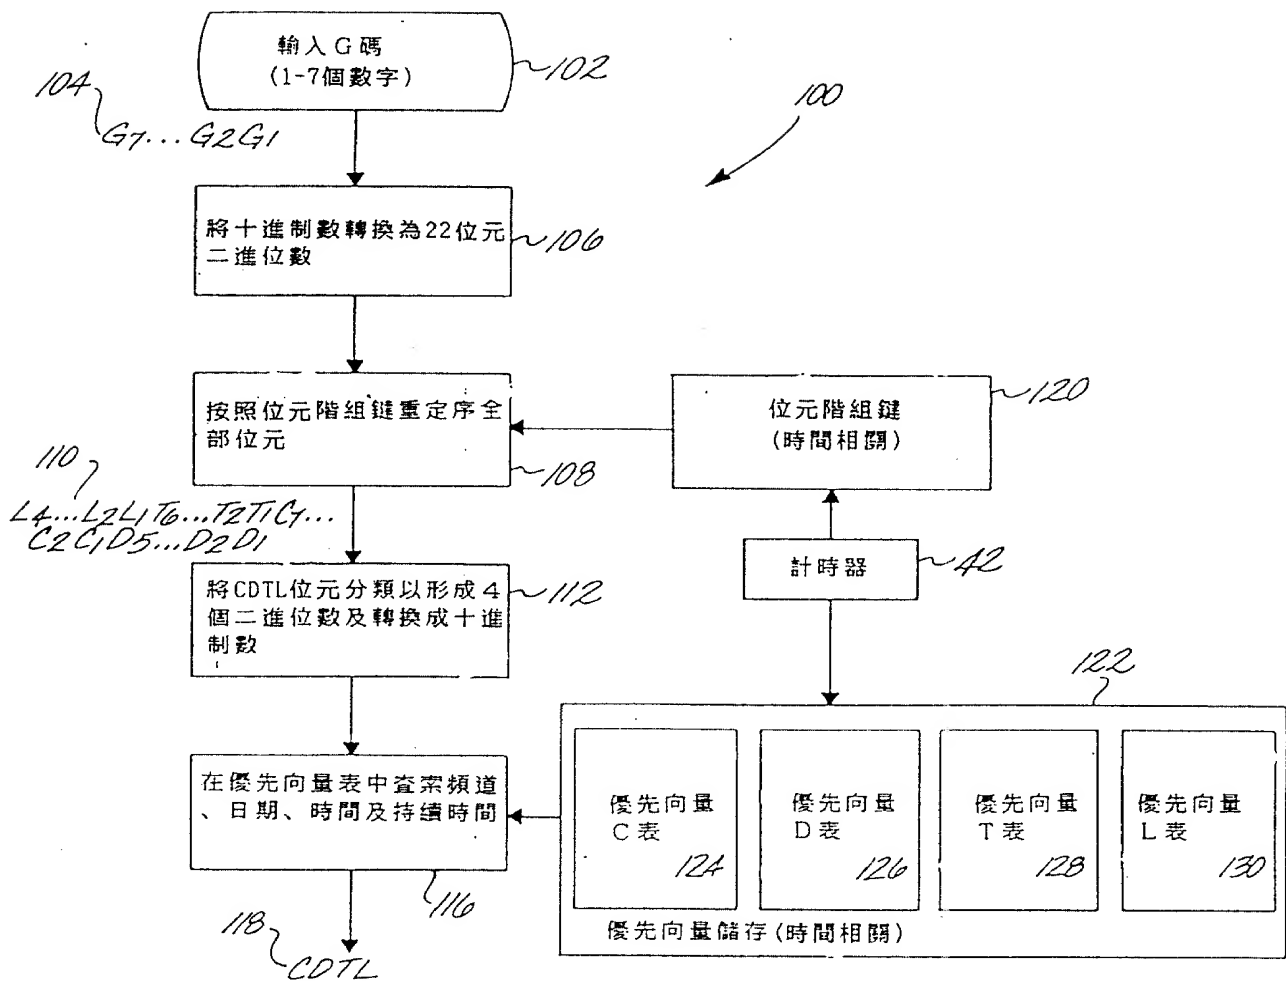 輸入G碼
(1-7個數字)
102
104
G7...G2G1
100
將十進制數轉換為22位元
二進位數
106
按照位元階組鍵重定序全
部位元
108
位元階組鍵
(時間相關)
120
110
L4...L2L1T6...T2T1C7...
C2C1D5...D2D1
計時器
42
將CDTL位元分類以形成4
個二進位數及轉換成十進
制數
112
122
在優先向量表中查索頻道
、日期、時間及持續時間
116
優先向量
C表
124
優先向量
D表
126
優先向量
T表
128
優先向量
L表
130
優先向量儲存(時間相關)
118
CDTL